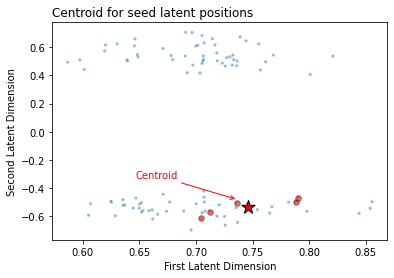 Centroid for seed latent positions
Second Latent Dimension
0.6
0.4
0.2
0.0
−0.2
−0.4
−0.6
Centroid
0.60 0.65 0.70 0.75 0.80 0.85
First Latent Dimension